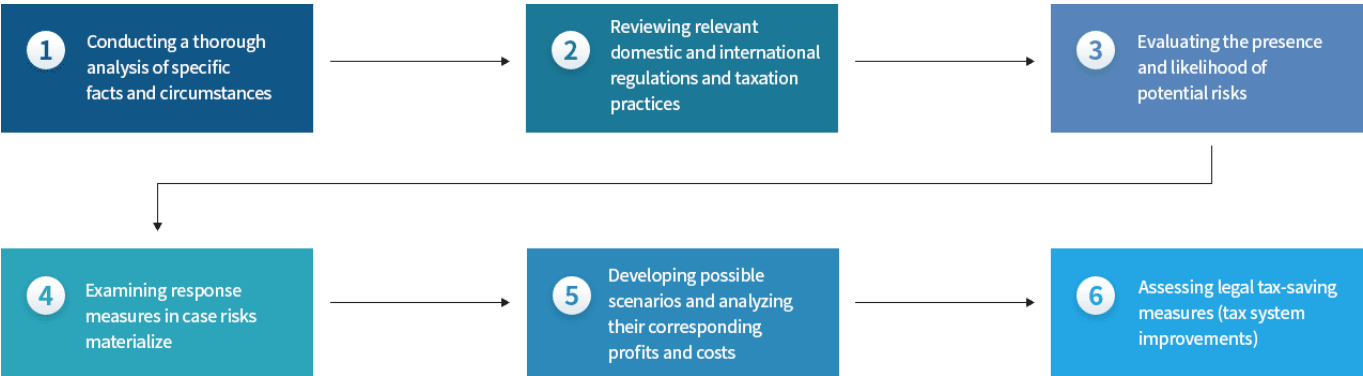 1
Conducting a thorough
analysis of specific
facts and circumstances
2
Reviewing relevant
domestic and international
regulations and taxation
practices
3
Evaluating the presence
and likelihood of
potential risks
4
Examining response
measures in case risks
materialize
5
Developing possible
scenarios and analyzing
their corresponding
profits and costs
6
Assessing legal tax-saving
measures (tax system
improvements)